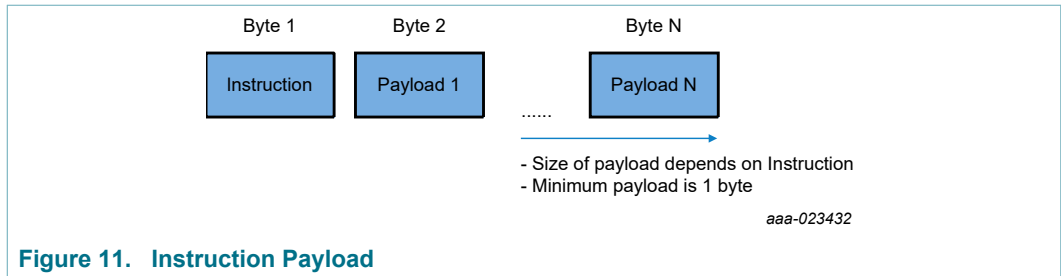 Byte 1 Byte 2 Byte N
Instruction Payload 1 Payload N
......
- Size of payload depends on Instruction
- Minimum payload is 1 byte
aaa-023432
Figure 11. Instruction Payload